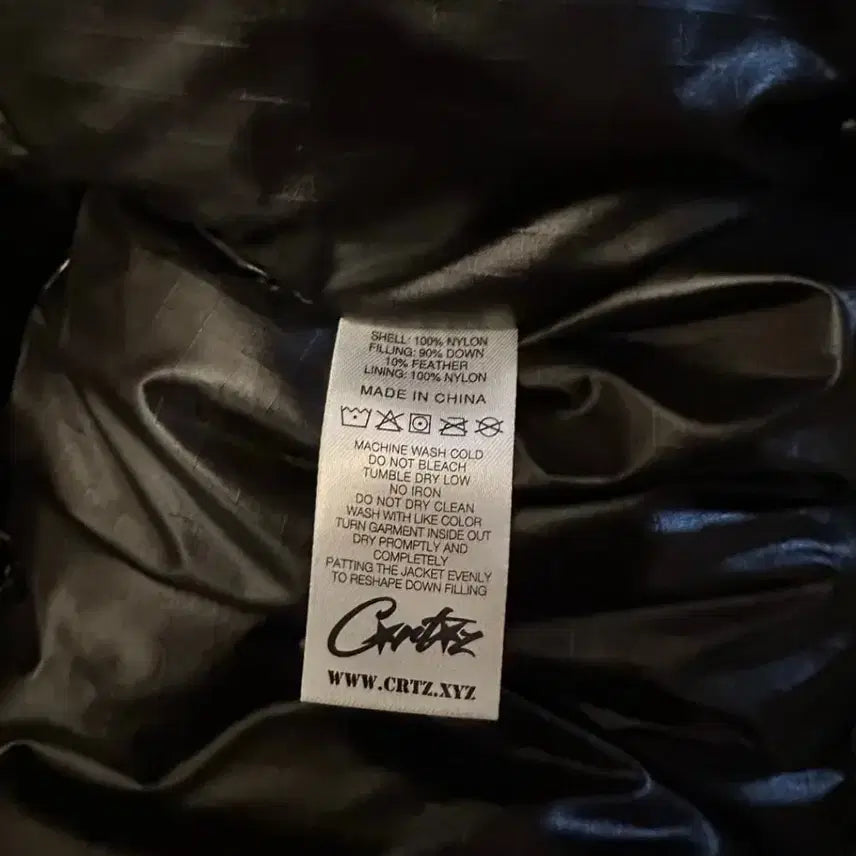 SHELL: 100% NYLON
FILLING: 90% DOWN
10% FEATHER
LINING: 100% NYLON
MADE IN CHINA
MACHINE WASH COLD
DO NOT BLEACH
TUMBLE DRY LOW
NO IRON
DO NOT DRY CLEAN
WASH WITH LIKE COLOR
TURN GARMENT INSIDE OUT
DRY PROMPTLY AND
COMPLETELY
PATTING THE JACKET EVENLY
TO RESHAPE DOWN FILLING
Corteiz
WWW.CRTZ.XYZ